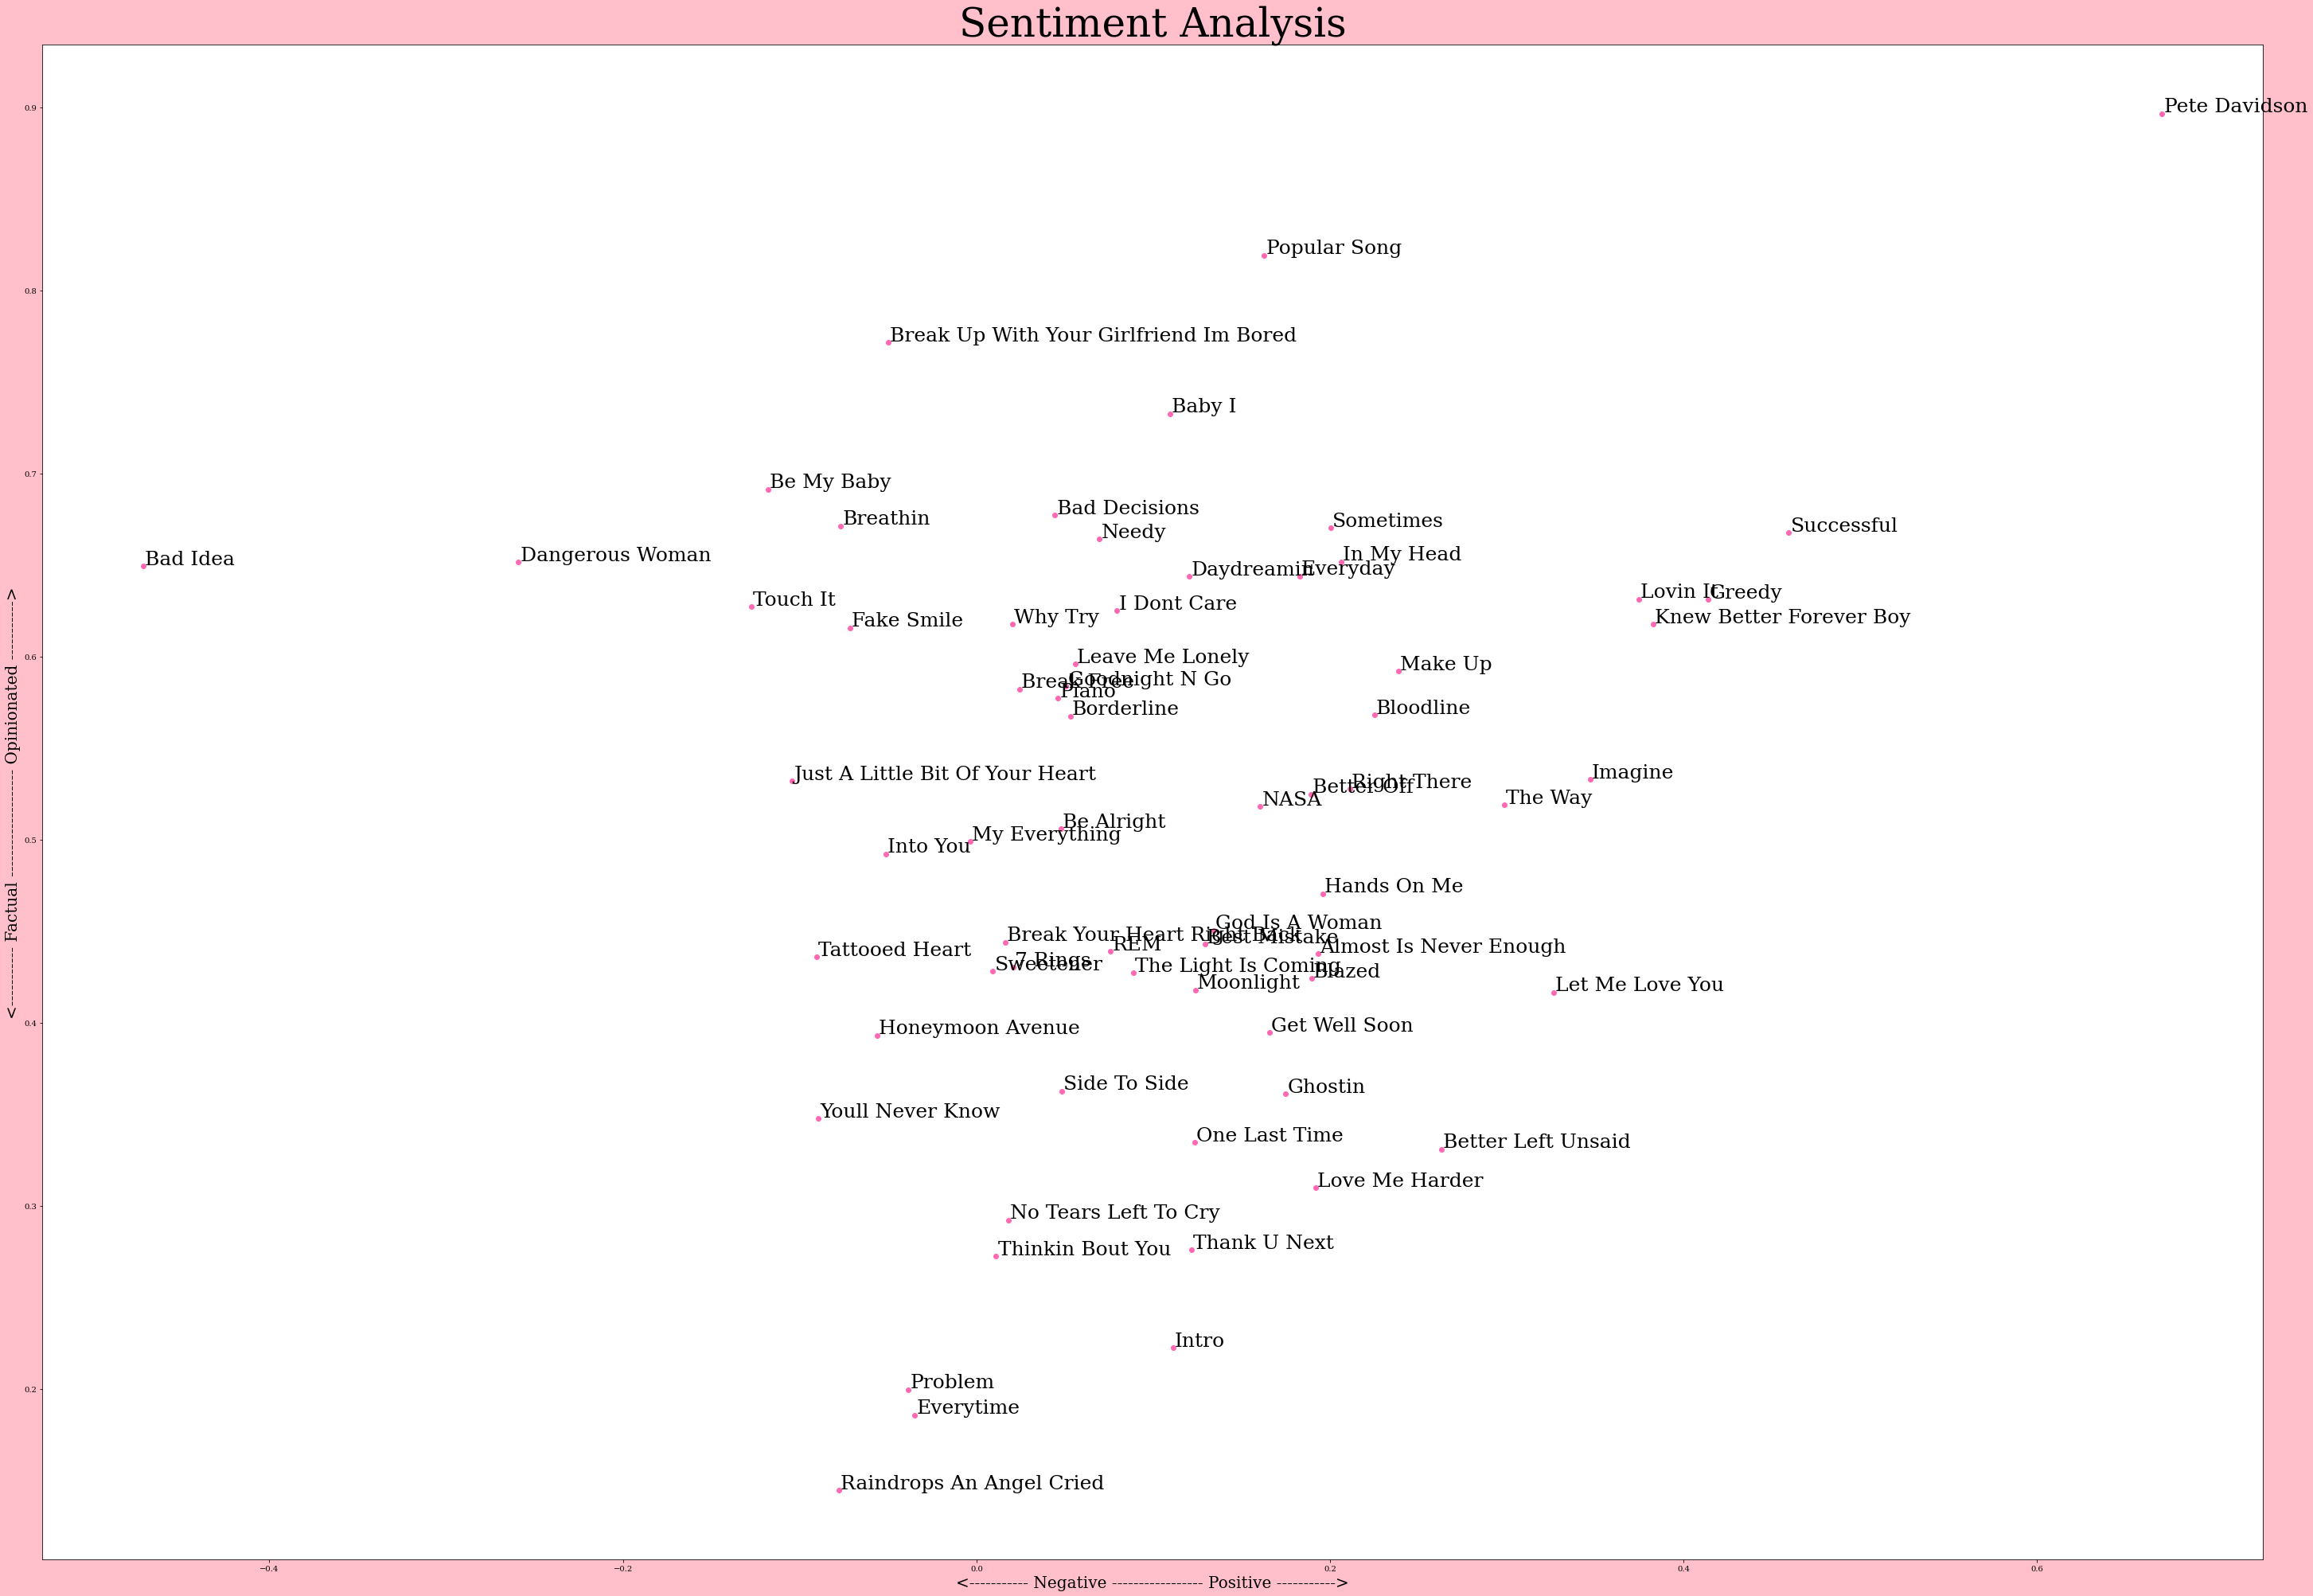 Sentiment Analysis
0.9
Pete Davidson
Popular Song
0.8
Break Up With Your Girlfriend Im Bored
Baby I
0.7
Be My Baby
Breathin
Bad Decisions
Needy
Sometimes
Successful
Bad Idea
Dangerous Woman
In My Head
Daydreamin
Everyday
Touch It
I Dont Care
Lovin It
Greedy
Fake Smile
Why Try
Knew Better Forever Boy
0.6
Leave Me Lonely
Make Up
Break Free
Goodnight N Go
Piano
Borderline
Bloodline
Just A Little Bit Of Your Heart
Imagine
Better Off
Right There
NASA
The Way
Be Alright
My Everything
0.5
Into You
Hands On Me
God Is A Woman
Break Your Heart Right Back
Best Mistake
Tattooed Heart
REM
Almost Is Never Enough
7 Rings
Sweetener
The Light Is Coming
Blazed
Moonlight
Let Me Love You
0.4
Honeymoon Avenue
Get Well Soon
Side To Side
Ghostin
Youll Never Know
One Last Time
Better Left Unsaid
Love Me Harder
0.3
No Tears Left To Cry
Thinkin Bout You
Thank U Next
Intro
0.2
Problem
Everytime
Raindrops An Angel Cried
<----------- Factual ----------------- Opinionated ----------->
−0.4 −0.2 0.0 0.2 0.4 0.6
<----------- Negative ----------------- Positive ----------->